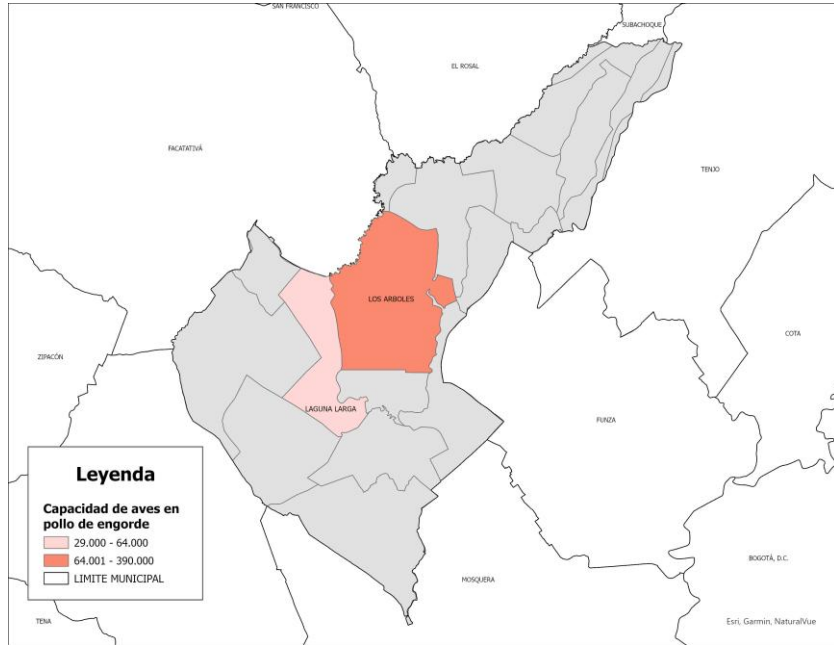 SAN FRANCISCO
SUBACHOQUE
EL ROSAL
FACATATIVÁ
TENJO
LOS ARBOLES
COTA
ZIPACÓN
LAGUNA LARGA
FUNZA
Leyenda
Capacidad de aves en
pollo de engorde
29.000 - 64.000
64.001 - 390.000
LIMITE MUNICIPAL
BOGOTÁ, D.C.
MOSQUERA
TENA
Esri, Garmin, NaturalVue